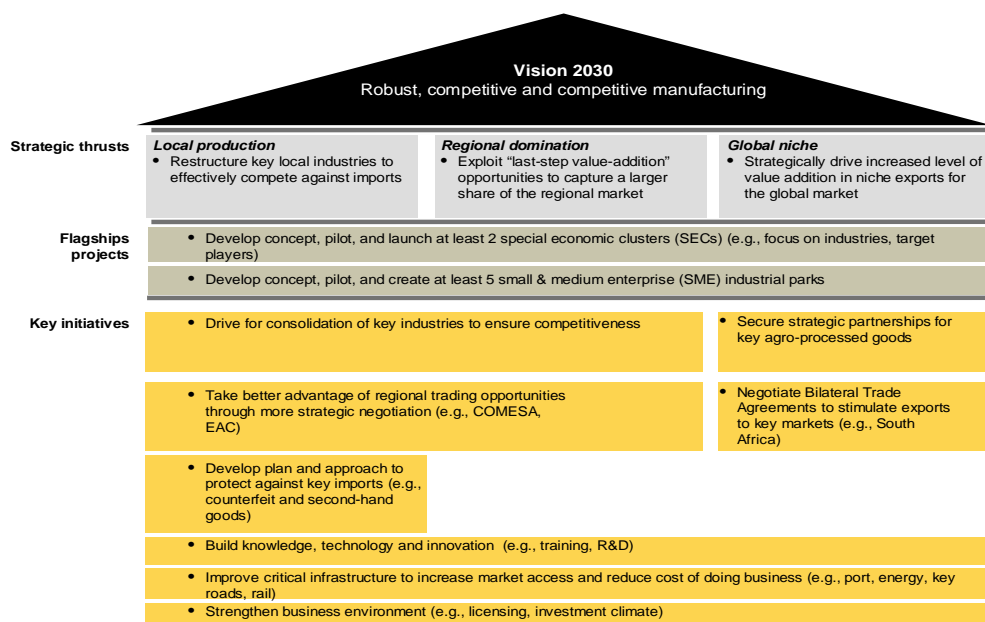 Vision 2030
Robust, competitive and competitive manufacturing
Strategic thrusts
Local production
• Restructure key local industries to
effectively compete against imports
Regional domination
• Exploit “last-step value-addition”
opportunities to capture a larger
share of the regional market
Global niche
• Strategically drive increased level of
value addition in niche exports for
the global market
Flagships
projects
• Develop concept, pilot, and launch at least 2 special economic clusters (SECs) (e.g., focus on industries, target
players)
• Develop concept, pilot, and create at least 5 small & medium enterprise (SME) industrial parks
Key initiatives
• Drive for consolidation of key industries to ensure competitiveness
• Secure strategic partnerships for
key agro-processed goods
• Take better advantage of regional trading opportunities
through more strategic negotiation (e.g., COMESA,
EAC)
• Negotiate Bilateral Trade
Agreements to stimulate exports
to key markets (e.g., South
Africa)
• Develop plan and approach to
protect against key imports (e.g.,
counterfeit and second-hand
goods)
• Build knowledge, technology and innovation (e.g., training, R&D)
• Improve critical infrastructure to increase market access and reduce cost of doing business (e.g., port, energy, key
roads, rail)
• Strengthen business environment (e.g., licensing, investment climate)